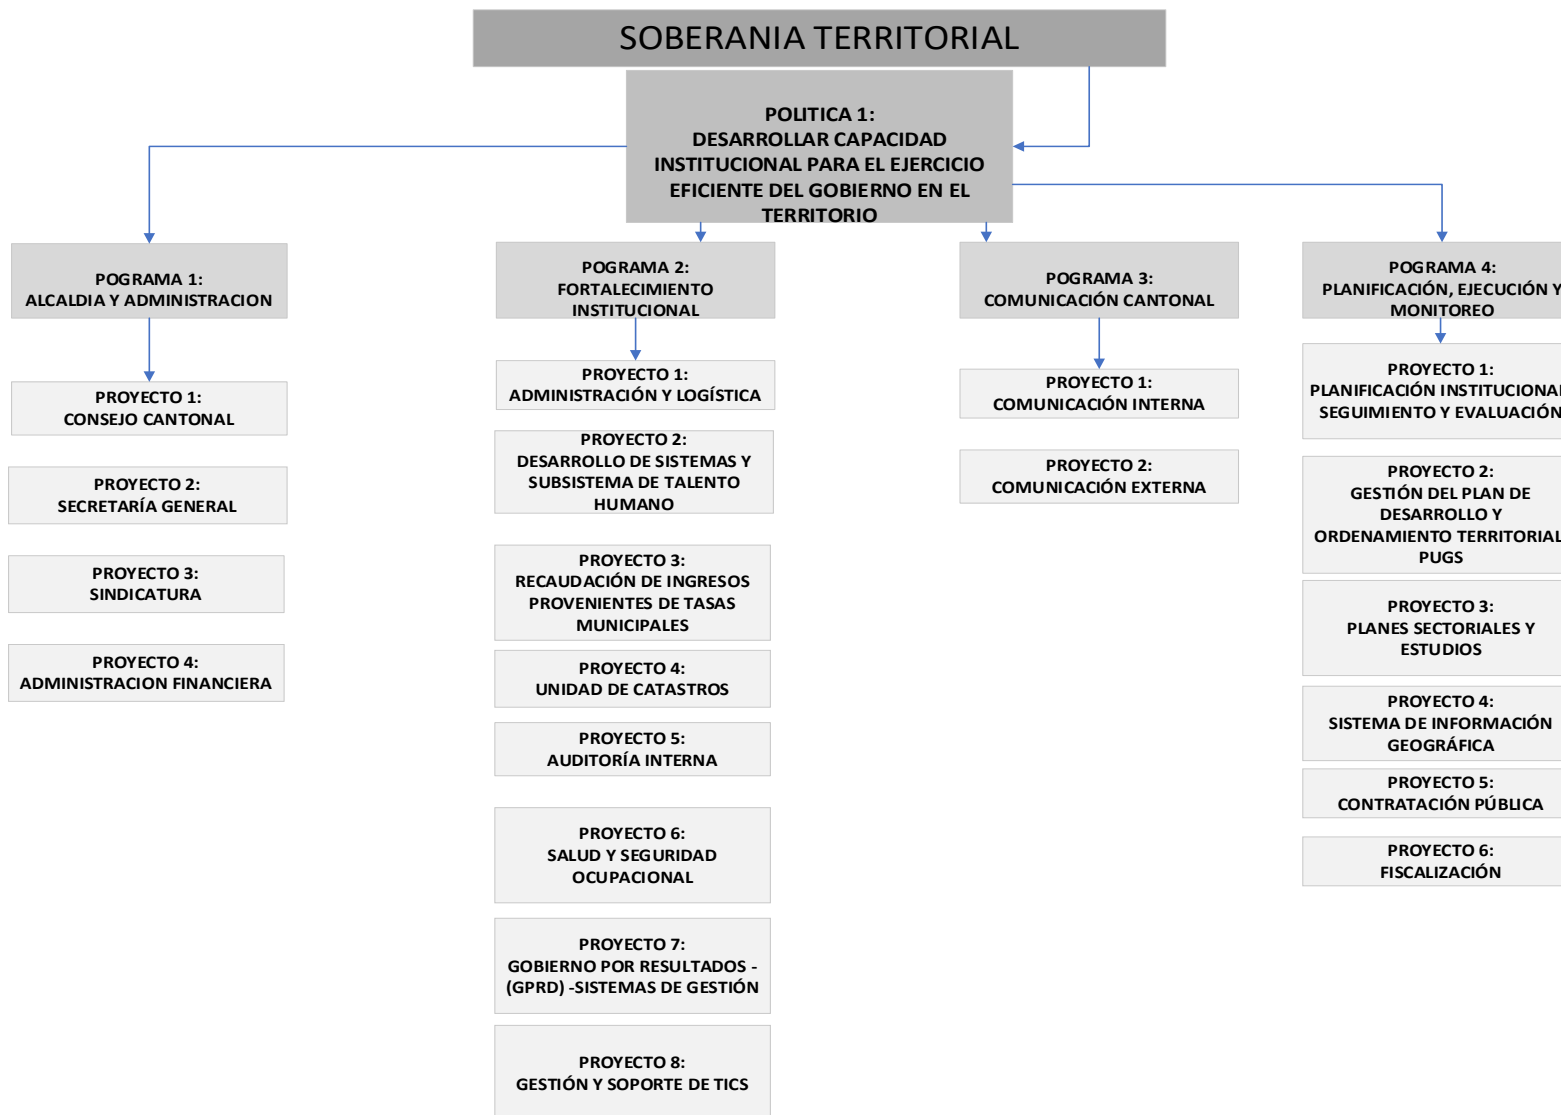 SOBERANIA TERRITORIAL
POLITICA 1:
DESARROLLAR CAPACIDAD
INSTITUCIONAL PARA EL EJERCICIO
EFICIENTE DEL GOBIERNO EN EL
TERRITORIO
POGRAMA 1:
ALCALDIA Y ADMINISTRACION
PROYECTO 1:
CONSEJO CANTONAL
PROYECTO 2:
SECRETARÍA GENERAL
PROYECTO 3:
SINDICATURA
PROYECTO 4:
ADMINISTRACION FINANCIERA
POGRAMA 2:
FORTALECIMIENTO
INSTITUCIONAL
PROYECTO 1:
ADMINISTRACIÓN Y LOGÍSTICA
PROYECTO 2:
DESARROLLO DE SISTEMAS Y
SUBSISTEMA DE TALENTO
HUMANO
PROYECTO 3:
RECAUDACIÓN DE INGRESOS
PROVENIENTES DE TASAS
MUNICIPALES
PROYECTO 4:
UNIDAD DE CATASTROS
PROYECTO 5:
AUDITORÍA INTERNA
PROYECTO 6:
SALUD Y SEGURIDAD
OCUPACIONAL
PROYECTO 7:
GOBIERNO POR RESULTADOS -
(GPRD) -SISTEMAS DE GESTIÓN
PROYECTO 8:
GESTIÓN Y SOPORTE DE TICS
POGRAMA 3:
COMUNICACIÓN CANTONAL
PROYECTO 1:
COMUNICACIÓN INTERNA
PROYECTO 2:
COMUNICACIÓN EXTERNA
POGRAMA 4:
PLANIFICACIÓN, EJECUCIÓN Y
MONITOREO
PROYECTO 1:
PLANIFICACIÓN INSTITUCIONAL
SEGUIMIENTO Y EVALUACIÓN
PROYECTO 2:
GESTIÓN DEL PLAN DE
DESARROLLO Y
ORDENAMIENTO TERRITORIAL
PUGS
PROYECTO 3:
PLANES SECTORIALES Y
ESTUDIOS
PROYECTO 4:
SISTEMA DE INFORMACIÓN
GEOGRÁFICA
PROYECTO 5:
CONTRATACIÓN PÚBLICA
PROYECTO 6:
FISCALIZACIÓN